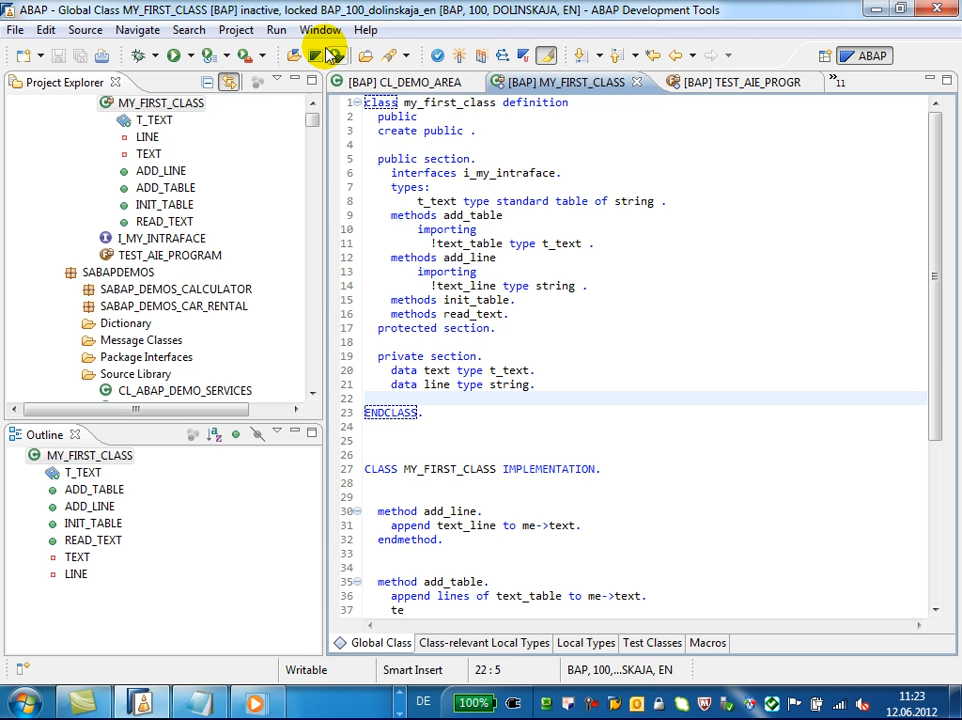 ABAP - Global Class MY_FIRST_CLASS [BAP] inactive, locked BAP_100_dolinskaja_en [BAP, 100, DOLINSKAJA, EN] - ABAP Development Tools
File Edit Source Navigate Search Project Run Window Help
ABAP
Project Explorer
MY_FIRST_CLASS
T_TEXT
LINE
TEXT
ADD_LINE
ADD_TABLE
INIT_TABLE
READ_TEXT
I_MY_INTRAFACE
TEST_AIE_PROGRAM
SABAPDEMOS
SABAP_DEMOS_CALCULATOR
SABAP_DEMOS_CAR_RENTAL
Dictionary
Message Classes
Package Interfaces
Source Library
CL_ABAP_DEMO_SERVICES
Outline
MY_FIRST_CLASS
T_TEXT
ADD_TABLE
ADD_LINE
INIT_TABLE
READ_TEXT
TEXT
LINE
[BAP] CL_DEMO_AREA [BAP] MY_FIRST_CLASS [BAP] TEST_AIE_PROGR »11
1 class my_first_class definition
2 public
3 create public .
4
5 public section.
6 interfaces i_my_intraface.
7 types:
8 t_text type standard table of string .
9 methods add_table
10 importing
11 !text_table type t_text .
12 methods add_line
13 importing
14 !text_line type string .
15 methods init_table.
16 methods read_text.
17 protected section.
18
19 private section.
20 data text type t_text.
21 data line type string.
22
23 ENDCLASS.
24
25
26
27 CLASS MY_FIRST_CLASS IMPLEMENTATION.
28
29
30 method add_line.
31 append text_line to me->text.
32 endmethod.
33
34
35 method add_table.
36 append lines of text_table to me->text.
37 te
Global Class Class-relevant Local Types Local Types Test Classes Macros
Writable Smart Insert 22 : 5 BAP, 100,...SKAJA, EN
DE 100% 11:23
12.06.2012